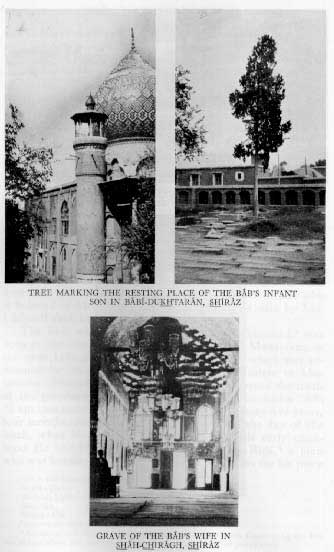 TREE MARKING THE RESTING PLACE OF THE BÁB'S INFANT
SON IN BÁBÍ-DUKHTARÁN, SHÍRÁZ
GRAVE OF THE BÁB'S WIFE IN
SHÁH-CHIRÁGH, SHÍRÁZ